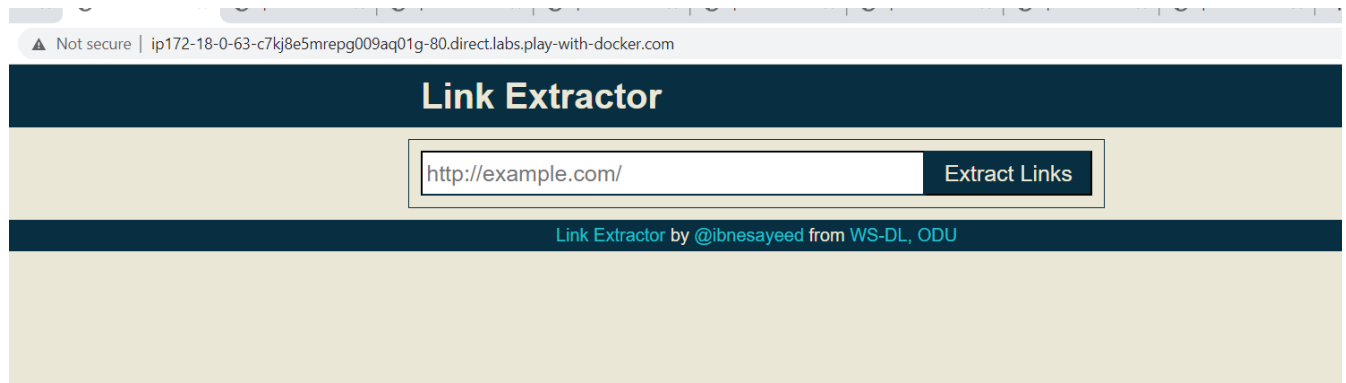 Not secure | ip172-18-0-63-c7kj8e5mrepg009aq01g-80.direct.labs.play-with-docker.com
Link Extractor
http://example.com/ Extract Links
Link Extractor by @ibnesayeed from WS-DL, ODU